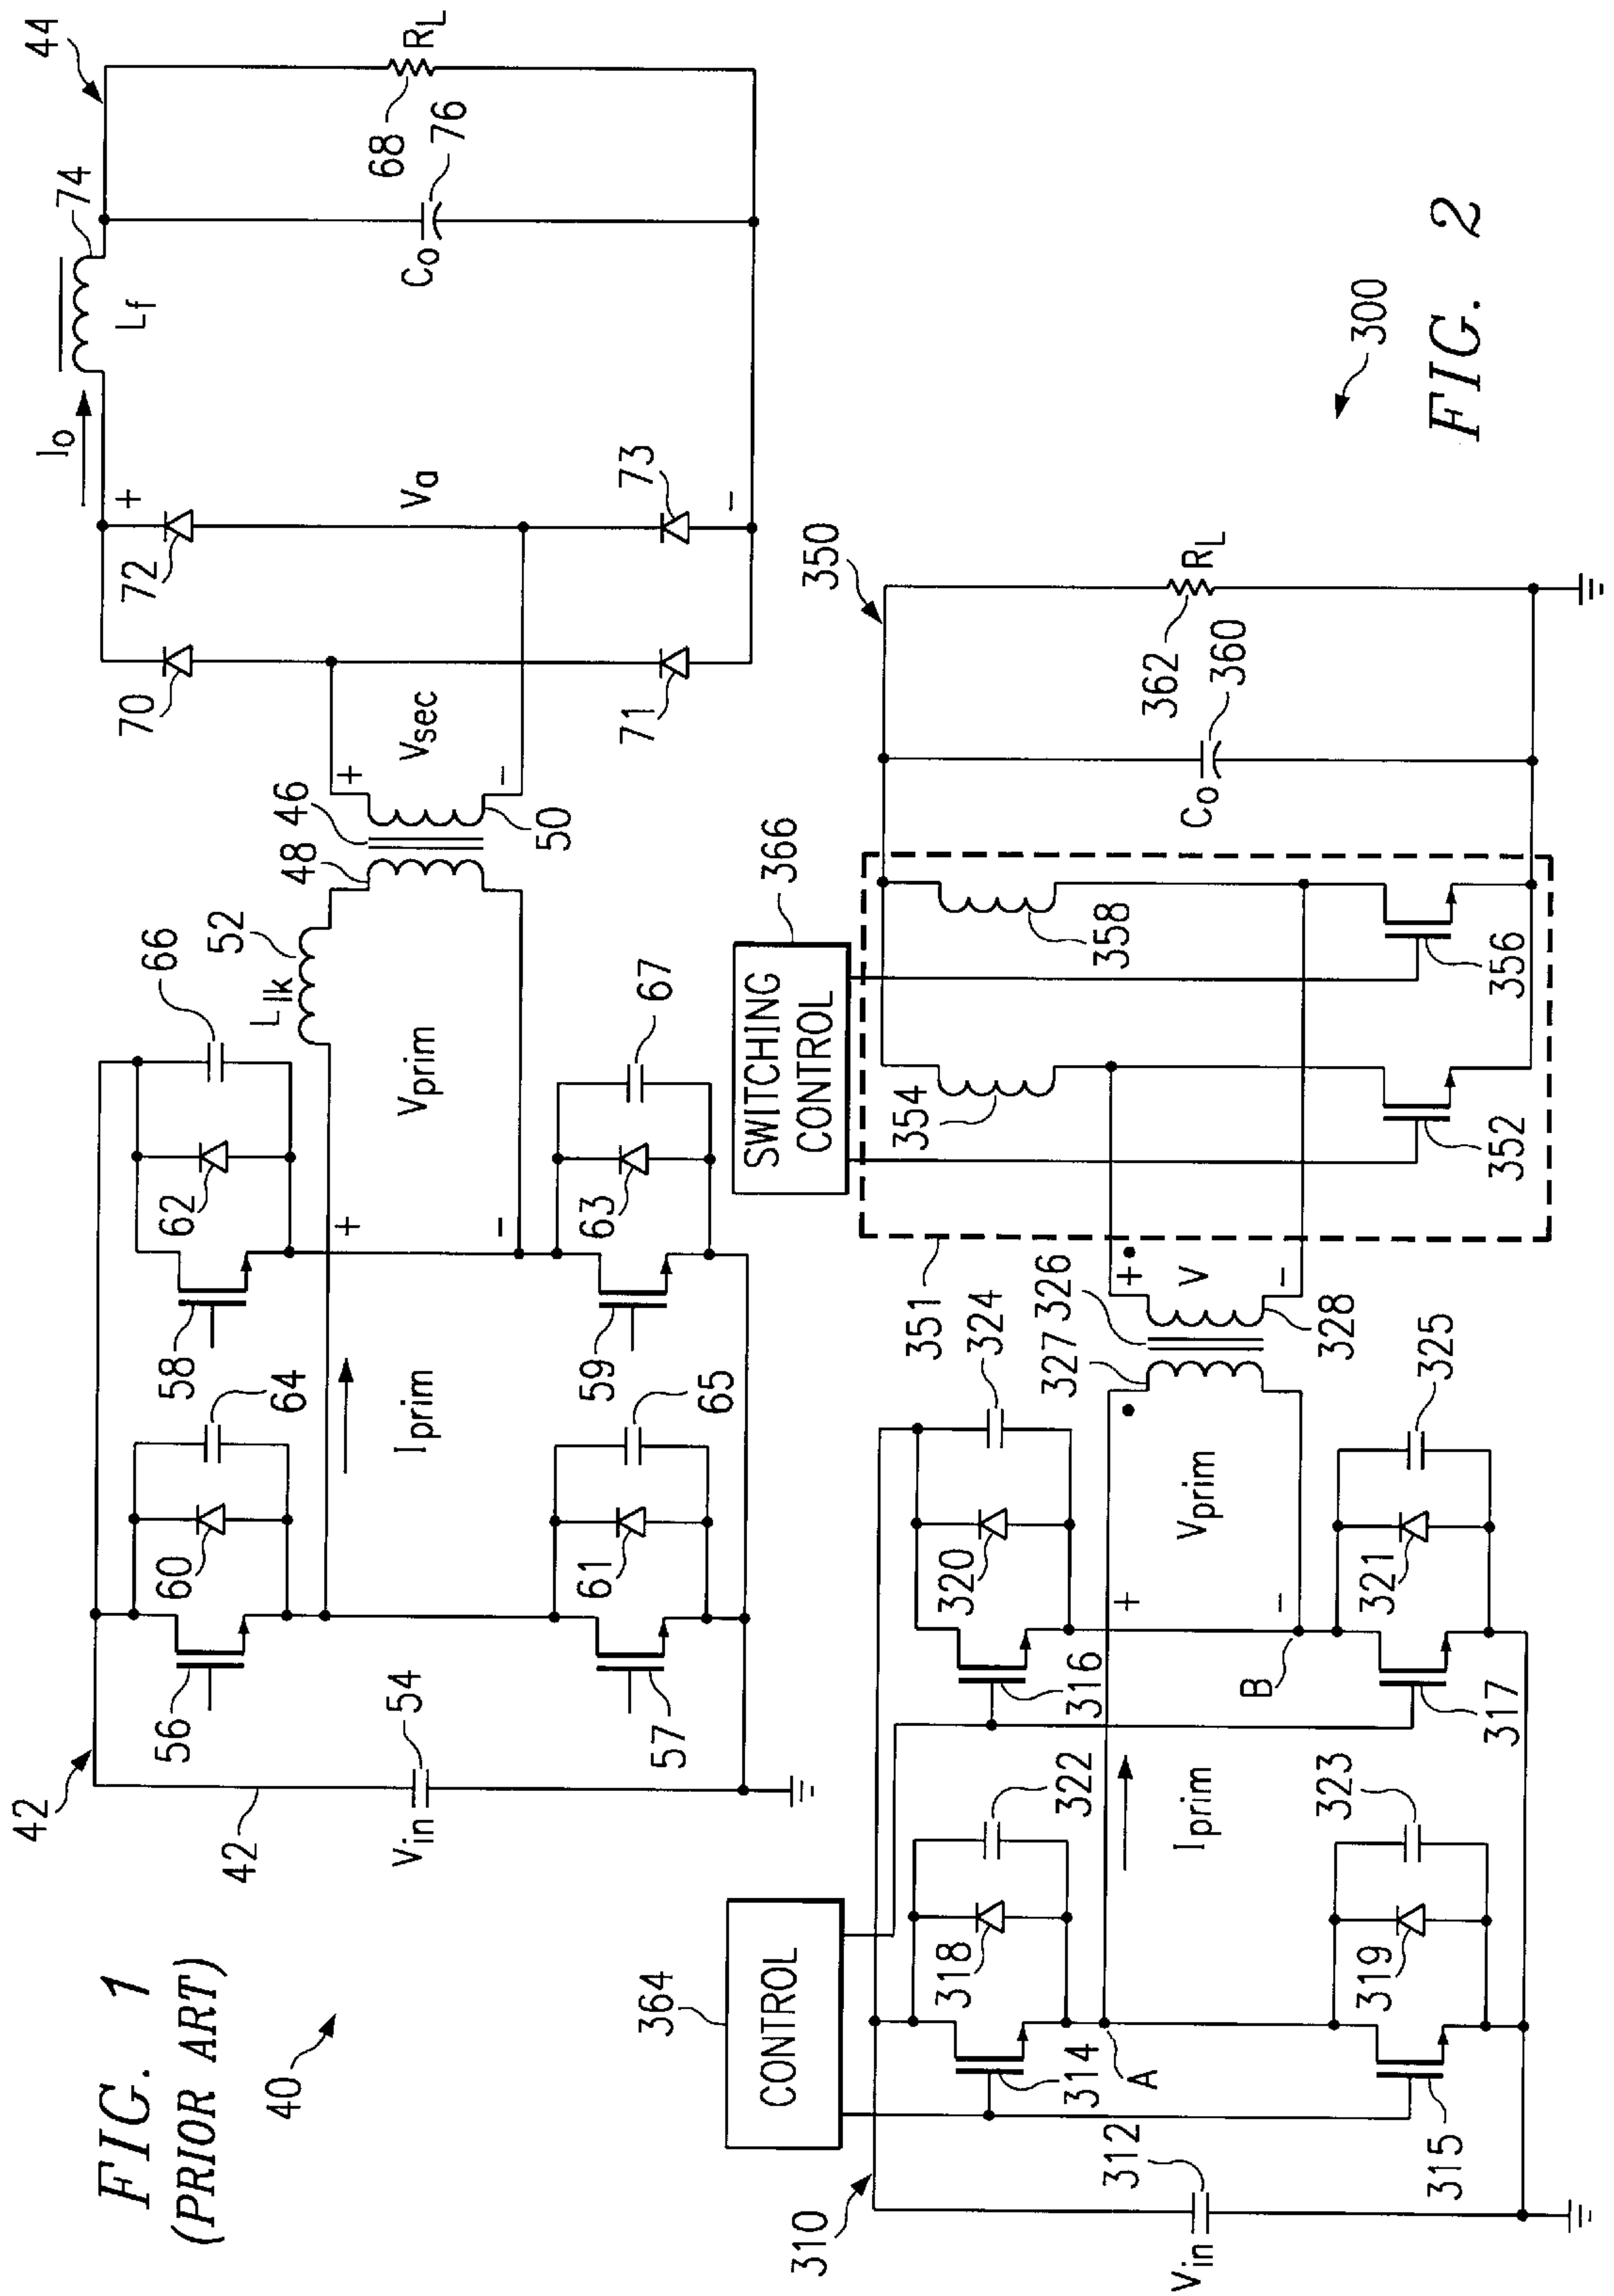 FIG. 1
(PRIOR ART)
40
42
42
Vin
54
56
57
60
61
64
65
Iprim
58
59
62
63
66
67
Llk
52
+
Vprim
-
48
46
50
+
Vsec
-
70
71
72
73
+
Va
-
Io
Lf
74
Co
76
68
RL
44
FIG. 2
300
310
Vin
312
364
CONTROL
314
315
A
318
319
322
323
Iprim
316
317
B
320
321
324
325
+
Vprim
-
327
326
328
+
V
-
351
366
SWITCHING
CONTROL
354
352
358
356
Co
360
362
RL
350